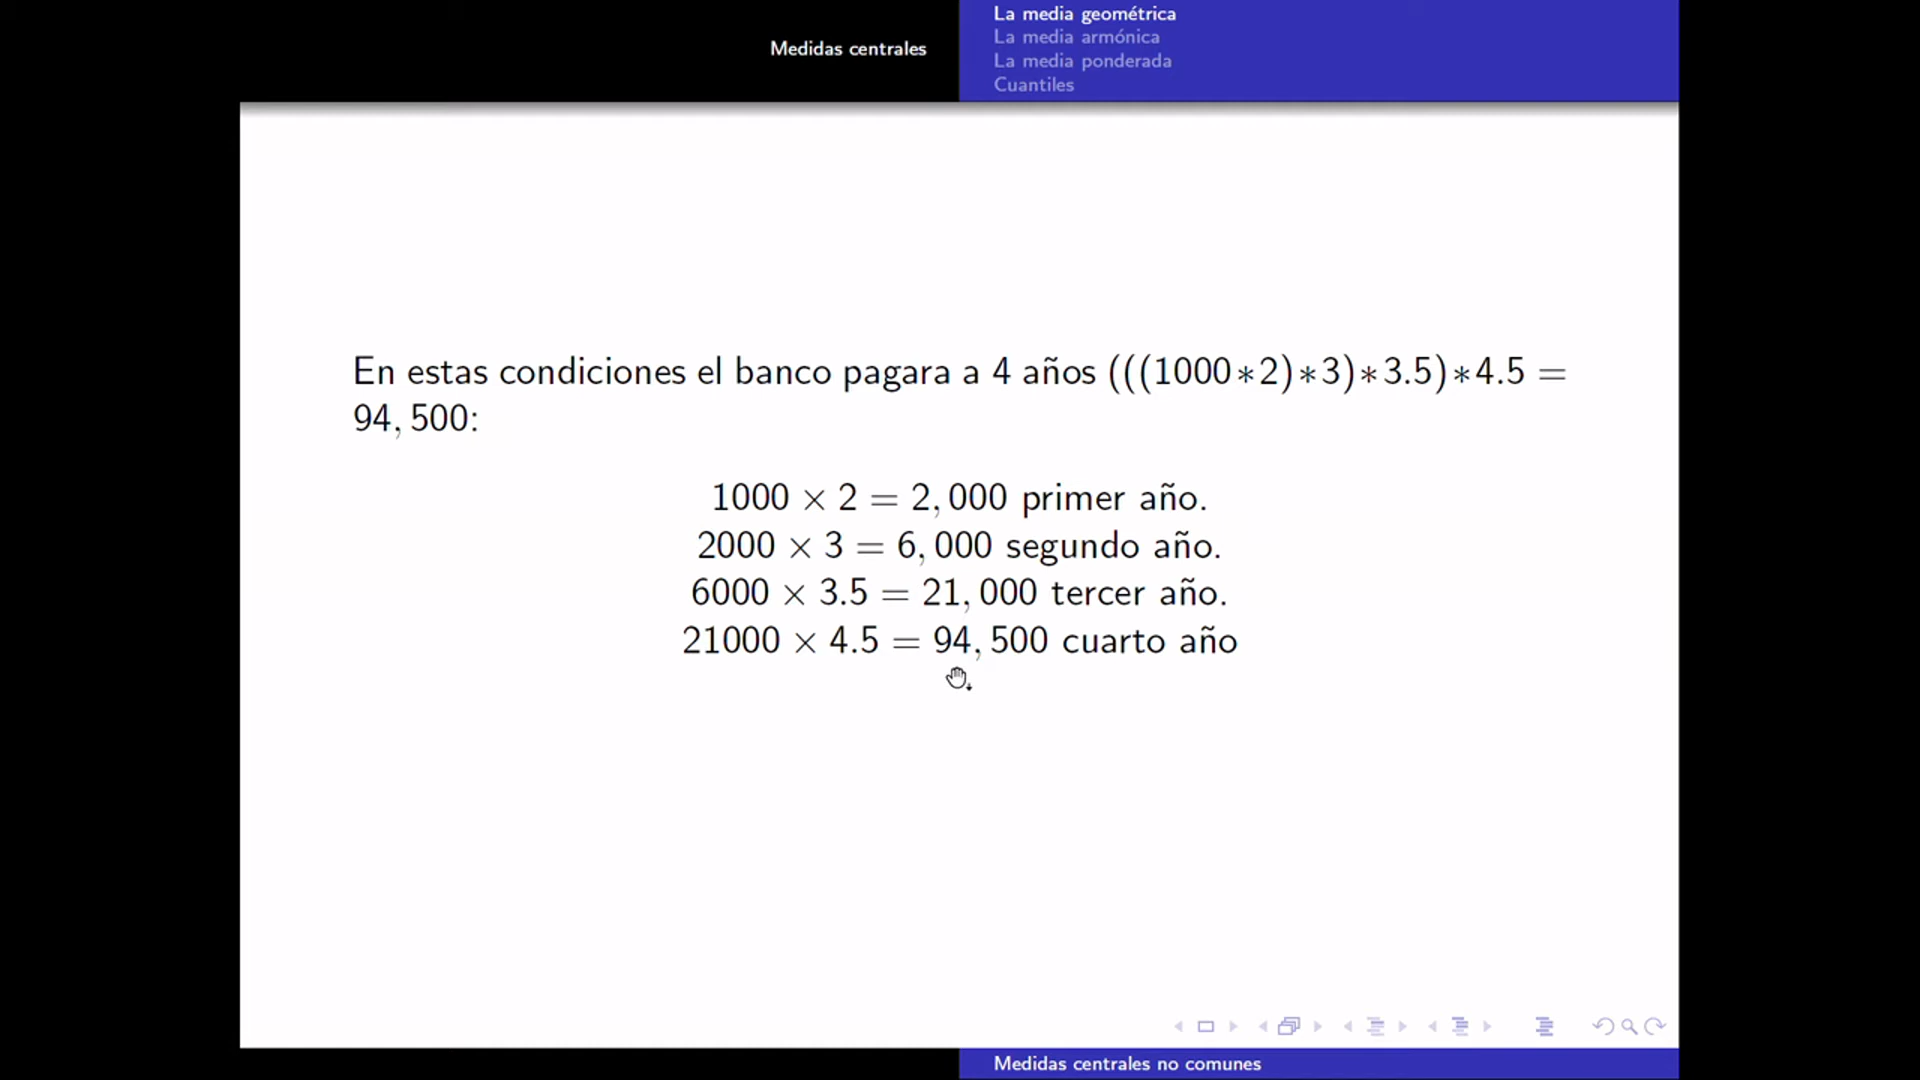 Medidas centrales
La media geométrica
La media armónica
La media ponderada
Cuantiles
En estas condiciones el banco pagara a 4 años (((1000∗2)∗3)∗3.5)∗4.5 =
94, 500:
1000 × 2 = 2, 000 primer año.
2000 × 3 = 6, 000 segundo año.
6000 × 3.5 = 21, 000 tercer año.
21000 × 4.5 = 94, 500 cuarto año
Medidas centrales no comunes